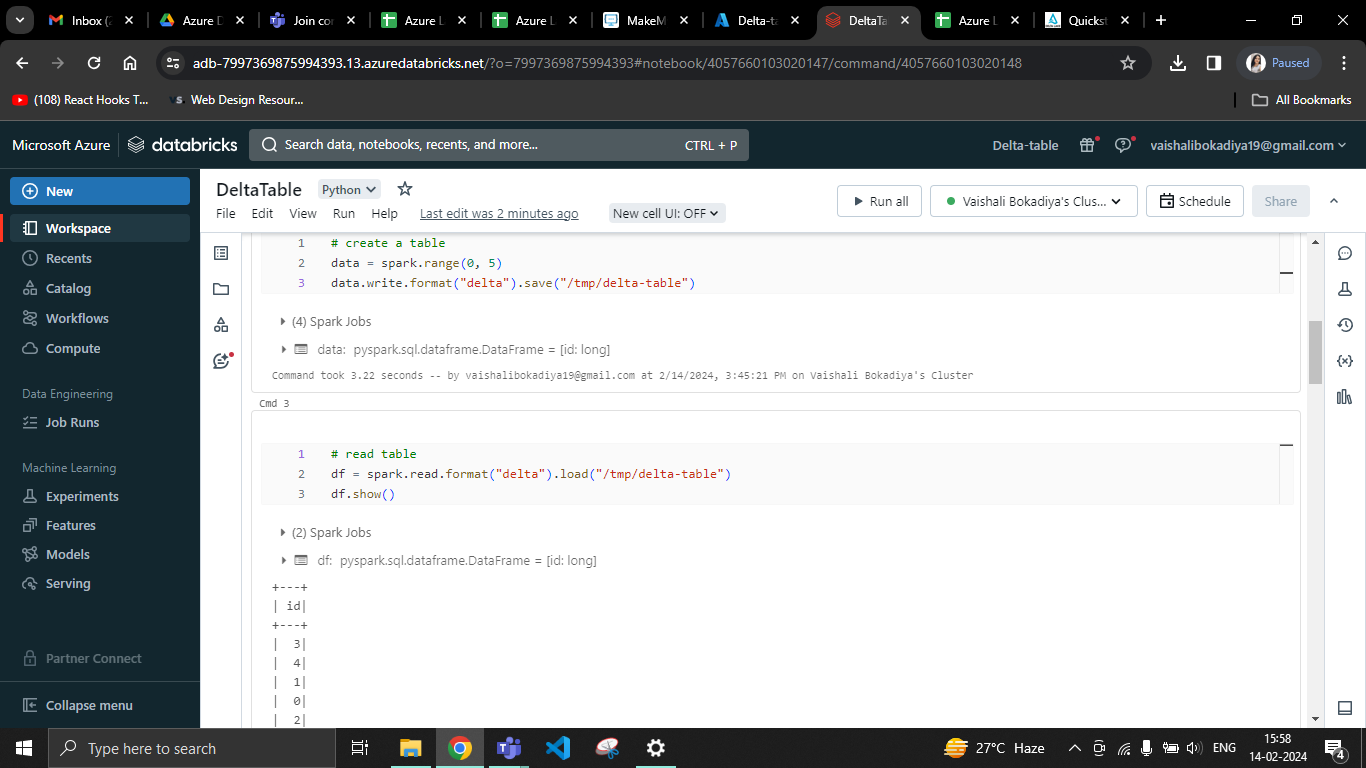 Inbox (2
Azure D
Join cor
Azure L
Azure L
MakeM
Delta-ta
DeltaTa
Azure L
Quickst
adb-7997369875994393.13.azuredatabricks.net/?o=7997369875994393#notebook/4057660103020147/command/4057660103020148
Paused
(108) React Hooks T...
Web Design Resour...
All Bookmarks
Microsoft Azure
databricks
Search data, notebooks, recents, and more...
CTRL + P
Delta-table
vaishalibokadiya19@gmail.com
New
Workspace
Recents
Catalog
Workflows
Compute
Data Engineering
Job Runs
Machine Learning
Experiments
Features
Models
Serving
Partner Connect
Collapse menu
DeltaTable
Python
File Edit View Run Help
Last edit was 2 minutes ago
New cell UI: OFF
Run all
Vaishali Bokadiya's Clus...
Schedule
Share
1 # create a table
2 data = spark.range(0, 5)
3 data.write.format("delta").save("/tmp/delta-table")
(4) Spark Jobs
data: pyspark.sql.dataframe.DataFrame = [id: long]
Command took 3.22 seconds -- by vaishalibokadiya19@gmail.com at 2/14/2024, 3:45:21 PM on Vaishali Bokadiya's Cluster
Cmd 3
1 # read table
2 df = spark.read.format("delta").load("/tmp/delta-table")
3 df.show()
(2) Spark Jobs
df: pyspark.sql.dataframe.DataFrame = [id: long]
+---+
| id|
+---+
| 3|
| 4|
| 1|
| 0|
| 2|
Type here to search
27°C Haze
ENG
15:58
14-02-2024
4